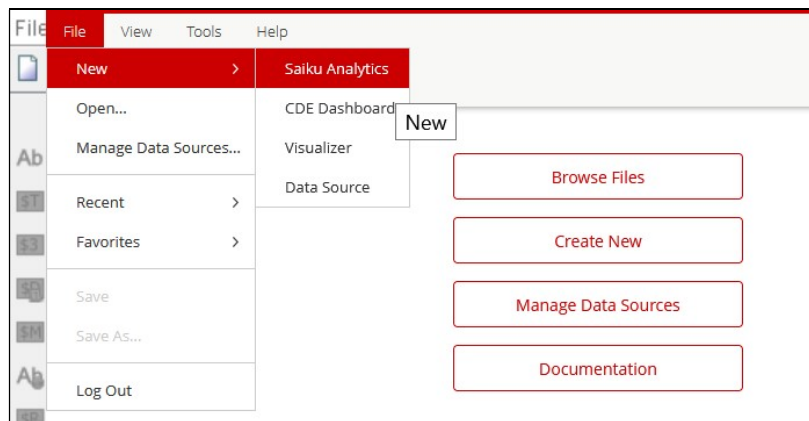 File
File View Tools Help
New > Saiku Analytics
Open... CDE Dashboard
New
Manage Data Sources... Visualizer
Data Source
Recent >
Favorites >
Save
Save As...
Log Out
Browse Files
Create New
Manage Data Sources
Documentation
Ab
$T
$3
$M
Ab